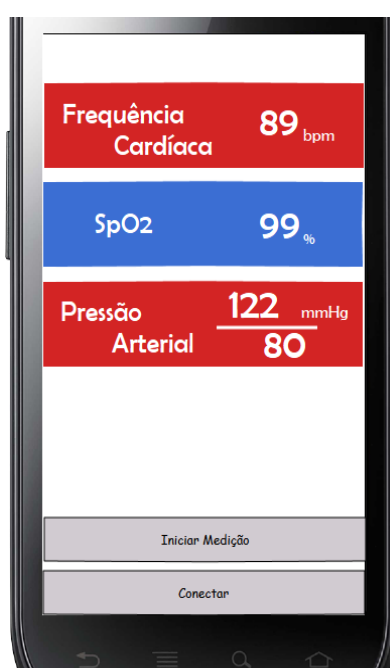 Frequência 89 bpm
Cardíaca
SpO2 99 %
Pressão 122 mmHg
Arterial 80
Iniciar Medição
Conectar